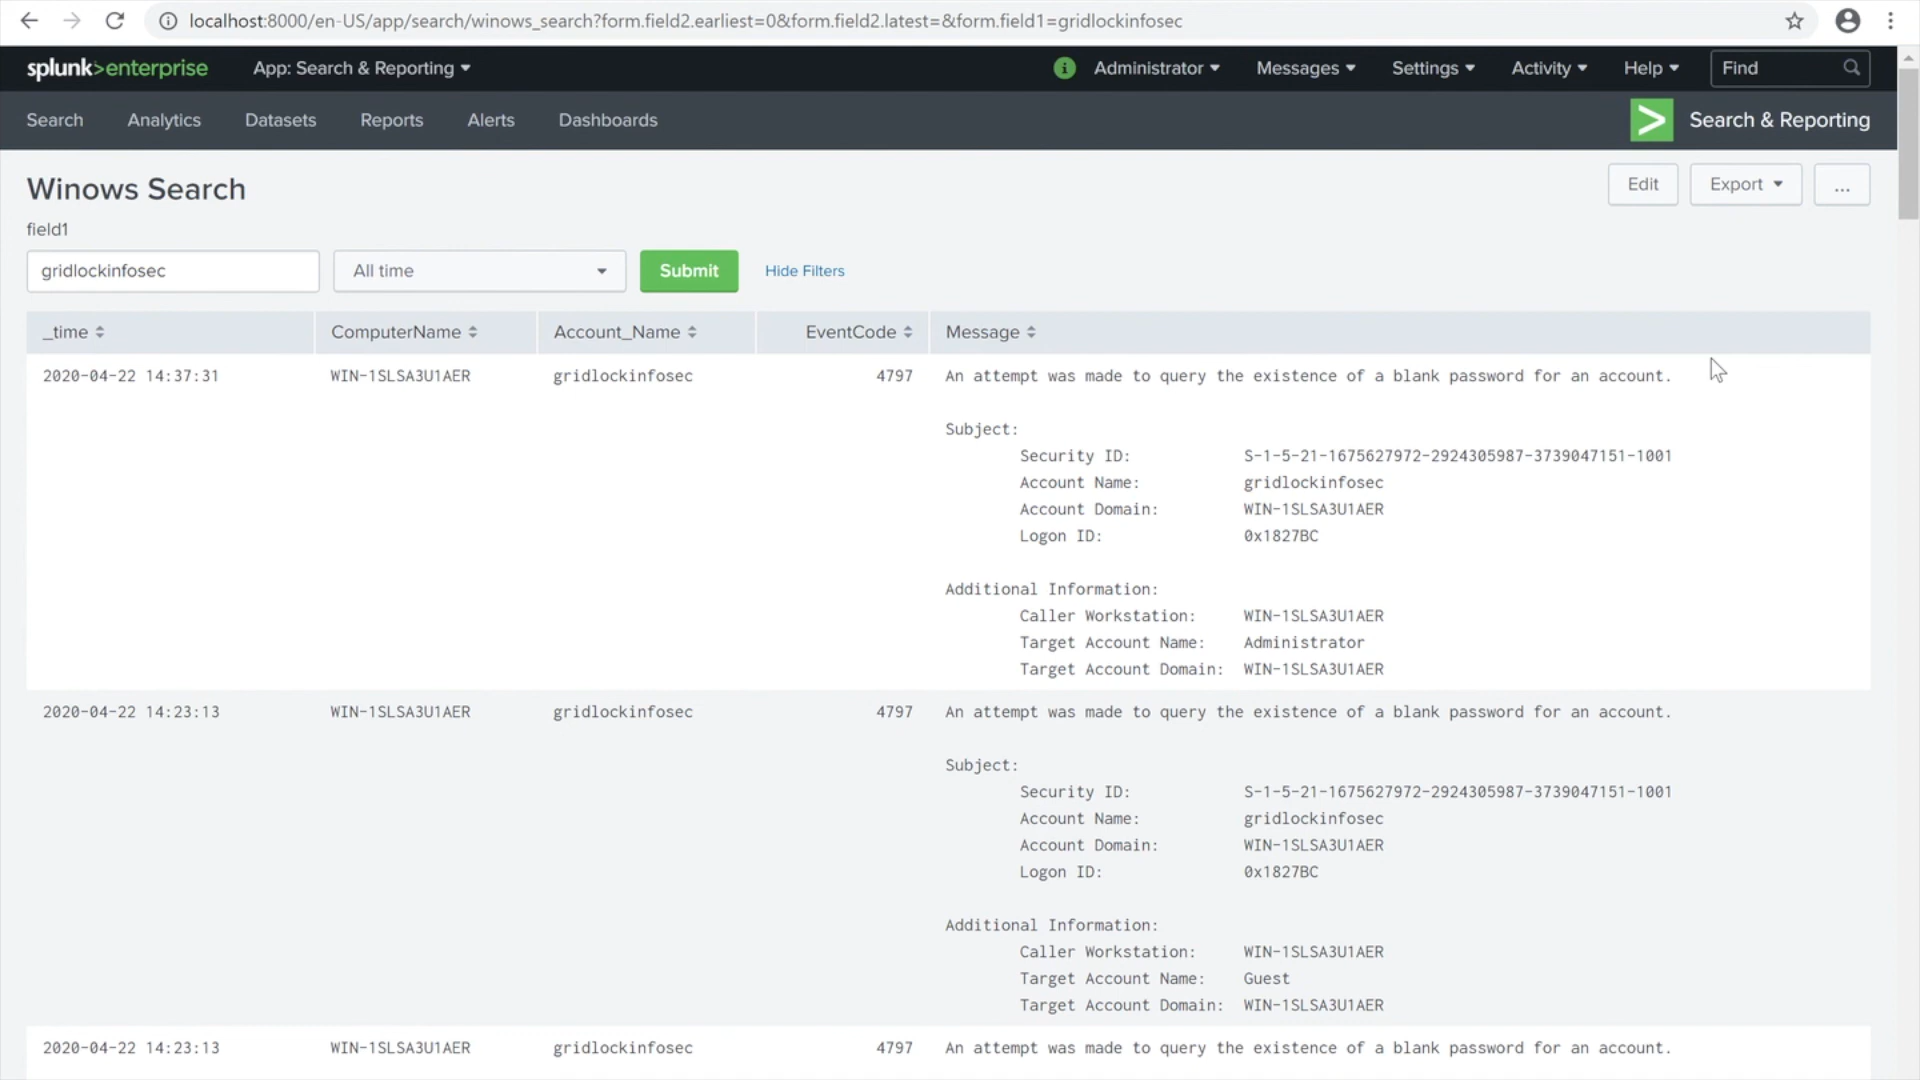 localhost:8000/en-US/app/search/winows_search?form.field2.earliest=0&form.field2.latest=&form.field1=gridlockinfosec
splunk>enterprise App: Search & Reporting i Administrator Messages Settings Activity Help Find
Search Analytics Datasets Reports Alerts Dashboards > Search & Reporting
Winows Search Edit Export ...
field1
gridlockinfosec All time Submit Hide Filters
_time ComputerName Account_Name EventCode Message
2020-04-22 14:37:31 WIN-1SLSA3U1AER gridlockinfosec 4797 An attempt was made to query the existence of a blank password for an account.
Subject:
Security ID: S-1-5-21-1675627972-2924305987-3739047151-1001
Account Name: gridlockinfosec
Account Domain: WIN-1SLSA3U1AER
Logon ID: 0x1827BC
Additional Information:
Caller Workstation: WIN-1SLSA3U1AER
Target Account Name: Administrator
Target Account Domain: WIN-1SLSA3U1AER
2020-04-22 14:23:13 WIN-1SLSA3U1AER gridlockinfosec 4797 An attempt was made to query the existence of a blank password for an account.
Subject:
Security ID: S-1-5-21-1675627972-2924305987-3739047151-1001
Account Name: gridlockinfosec
Account Domain: WIN-1SLSA3U1AER
Logon ID: 0x1827BC
Additional Information:
Caller Workstation: WIN-1SLSA3U1AER
Target Account Name: Guest
Target Account Domain: WIN-1SLSA3U1AER
2020-04-22 14:23:13 WIN-1SLSA3U1AER gridlockinfosec 4797 An attempt was made to query the existence of a blank password for an account.